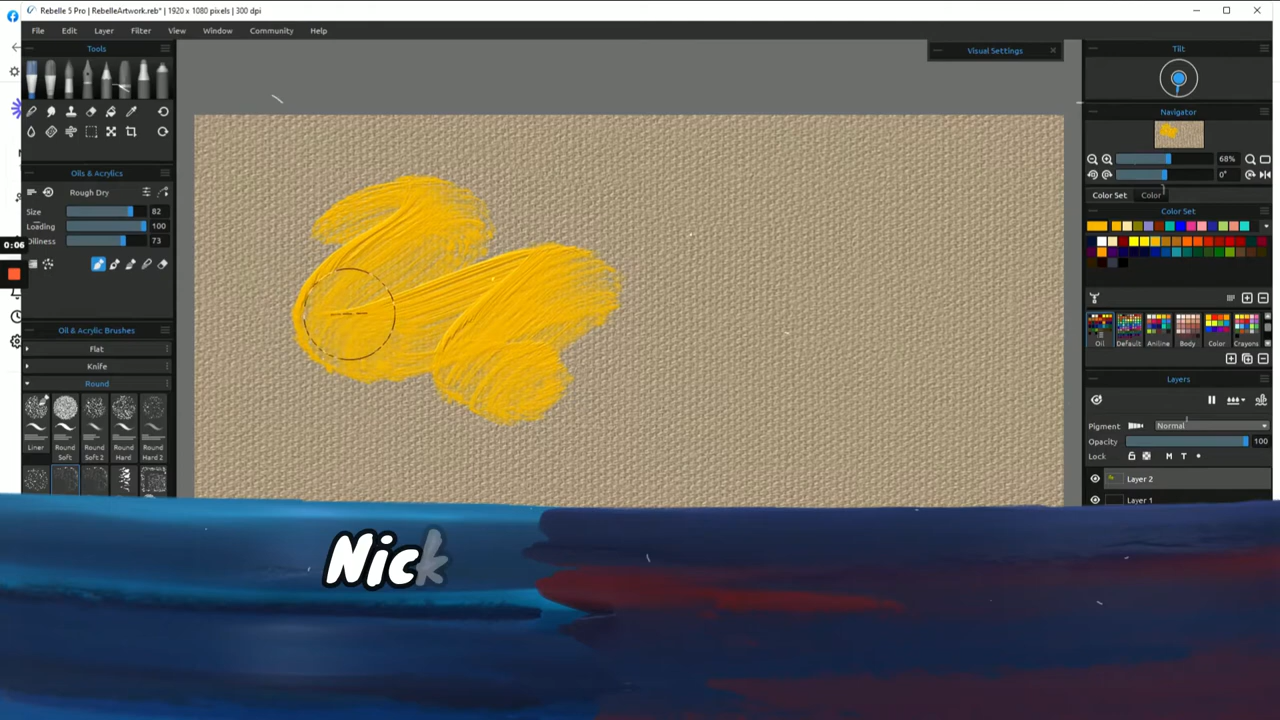 Rebelle 5 Pro | RebelleArtwork.reb* | 1920 x 1080 pixels | 300 dpi
File Edit Layer Filter View Window Community Help
Tools
Visual Settings
Tilt
Navigator
68%
0°
Oils & Acrylics
Rough Dry
Size 82
Loading 100
Oiliness 73
0:06
Color Set Color
Color Set
Oil Default Aniline Body Color Crayons
Oil & Acrylic Brushes
Flat
Knife
Round
Liner Round Soft Round Soft 2 Round Hard Round Hard 2
Layers
Pigment: Normal
Opacity 100
Lock M T
Layer 2
Layer 1
Nick